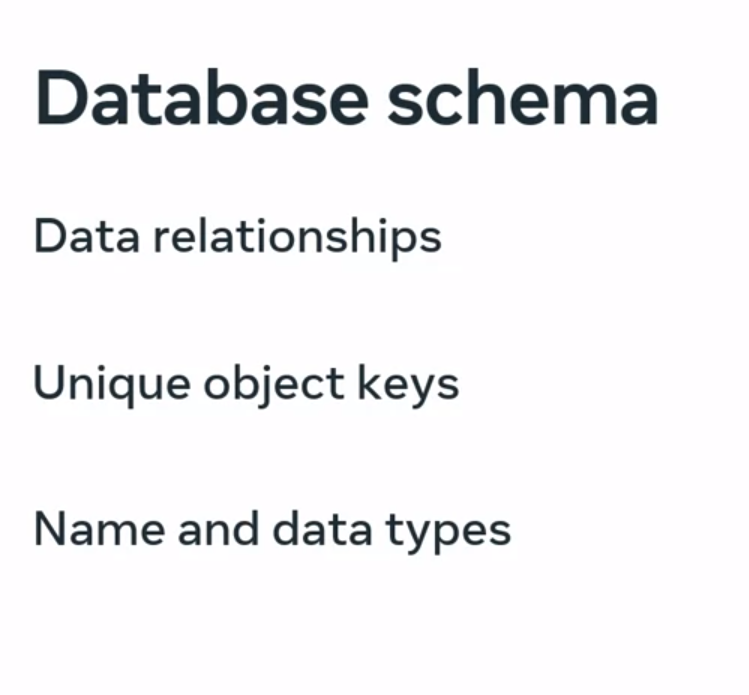 Database schema
Data relationships
Unique object keys
Name and data types